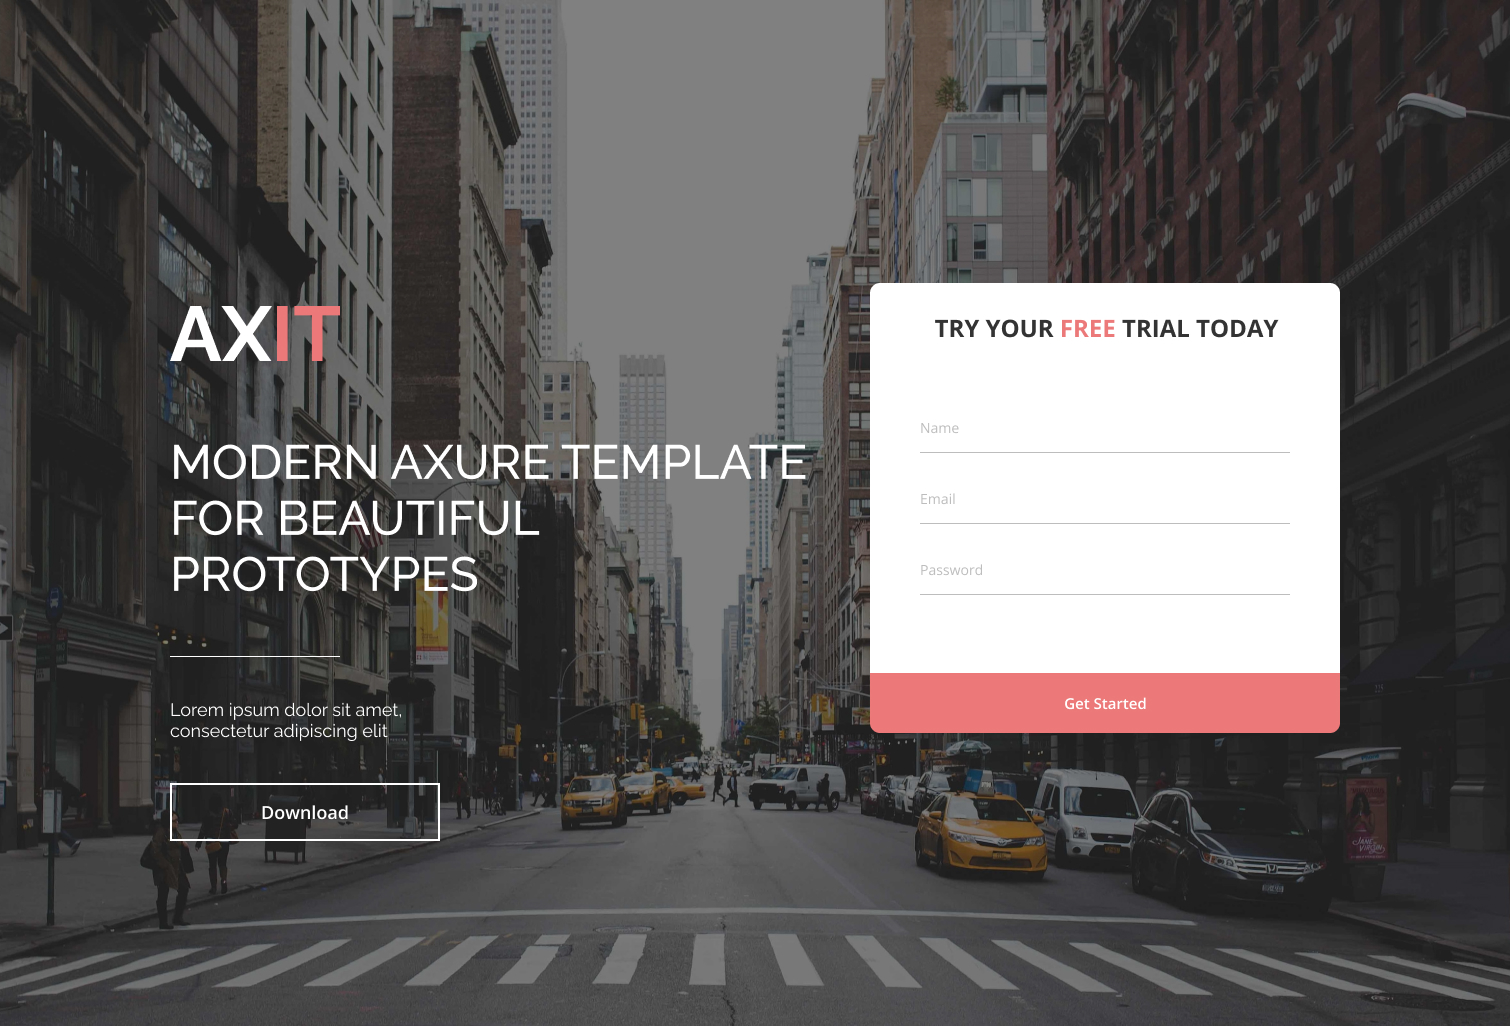 AXIT
MODERN AXURE TEMPLATE
FOR BEAUTIFUL
PROTOTYPES
Lorem ipsum dolor sit amet,
consectetur adipiscing elit
Download
TRY YOUR FREE TRIAL TODAY
Name
Email
Password
Get Started